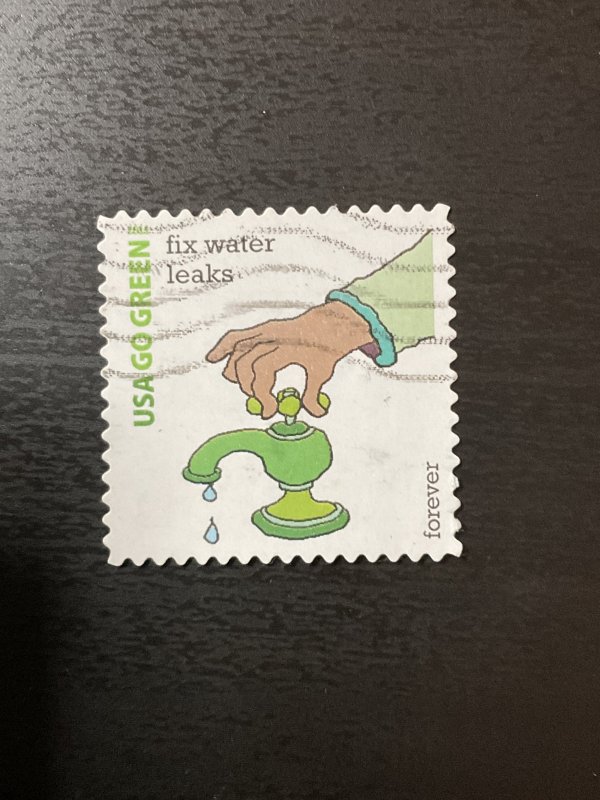 fix water
leaks
USA GO GREEN
forever